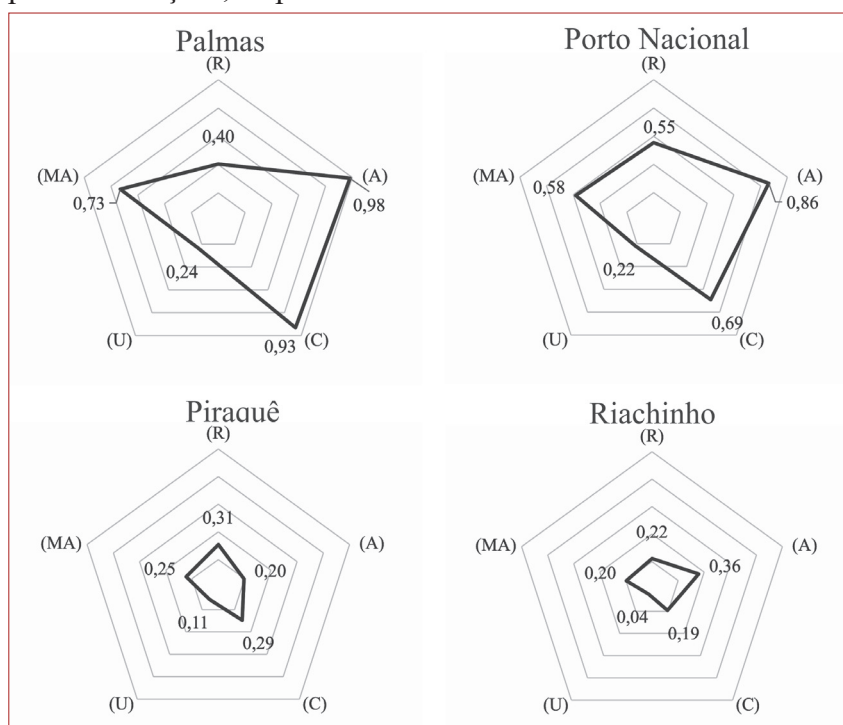 Palmas
(R)
0,40
(MA)
(A)
0,73
0,98
0,24
(U)
0,93
(C)
Porto Nacional
(R)
0,55
(MA)
(A)
0,58
0,86
0,22
0,69
(U)
(C)
Piraquê
(R)
0,31
(MA)
(A)
0,25
0,20
0,11
0,29
(U)
(C)
Riachinho
(R)
0,22
(MA)
(A)
0,20
0,36
0,04
0,19
(U)
(C)